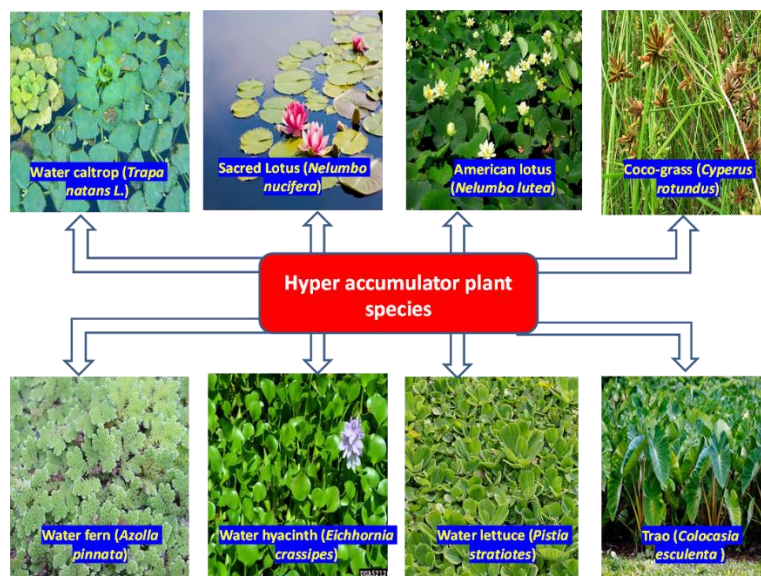 Water caltrop (Trapa
natans L.)
Sacred Lotus (Nelumbo
nucifera)
American lotus
(Nelumbo lutea)
Coco-grass (Cyperus
rotundus)
Hyper accumulator plant
species
Water fern (Azolla
pinnata)
Water hyacinth (Eichhornia
crassipes)
Water lettuce (Pistia
stratiotes)
Trao (Colocasia
esculenta )